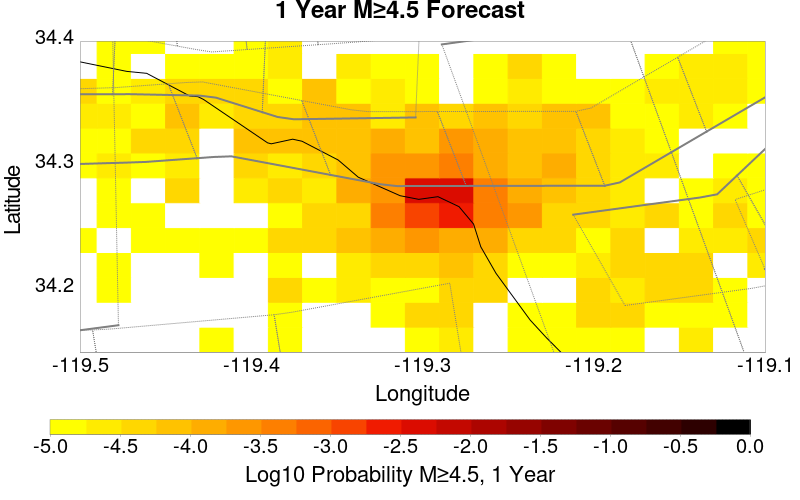 1 Year M≥4.5 Forecast
34.4
34.3
34.2
Latitude
-119.5 -119.4 -119.3 -119.2 -119.1
Longitude
-5.0 -4.5 -4.0 -3.5 -3.0 -2.5 -2.0 -1.5 -1.0 -0.5 0.0
Log10 Probability M≥4.5, 1 Year